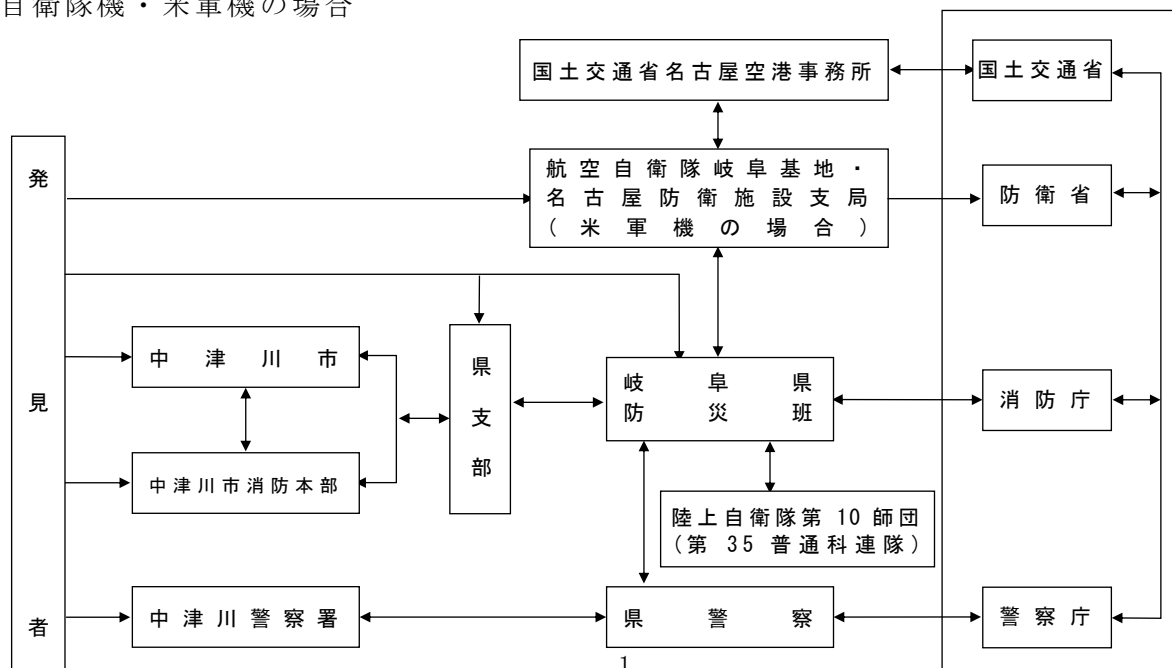 自衛隊機・米軍機の場合
国土交通省名古屋空港事務所
国土交通省
発見者
航空自衛隊岐阜基地・
名古屋防衛施設支局
(米軍機の場合)
防衛省
中津川市
県支部
岐阜県
防災班
消防庁
中津川市消防本部
陸上自衛隊第 10 師団
(第 35 普通科連隊)
中津川警察署
県警察
警察庁
1